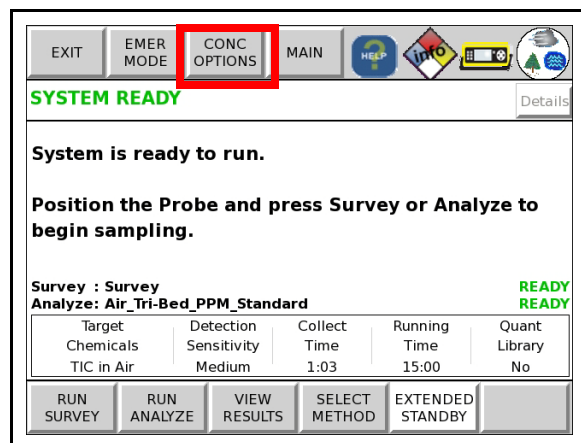 EXIT
EMER
MODE
CONC
OPTIONS
MAIN
HELP
info
SYSTEM READY
Details
System is ready to run.
Position the Probe and press Survey or Analyze to
begin sampling.
Survey : Survey READY
Analyze: Air_Tri-Bed_PPM_Standard READY
Target Detection Collect Running Quant
Chemicals Sensitivity Time Time Library
TIC in Air Medium 1:03 15:00 No
RUN
SURVEY
RUN
ANALYZE
VIEW
RESULTS
SELECT
METHOD
EXTENDED
STANDBY